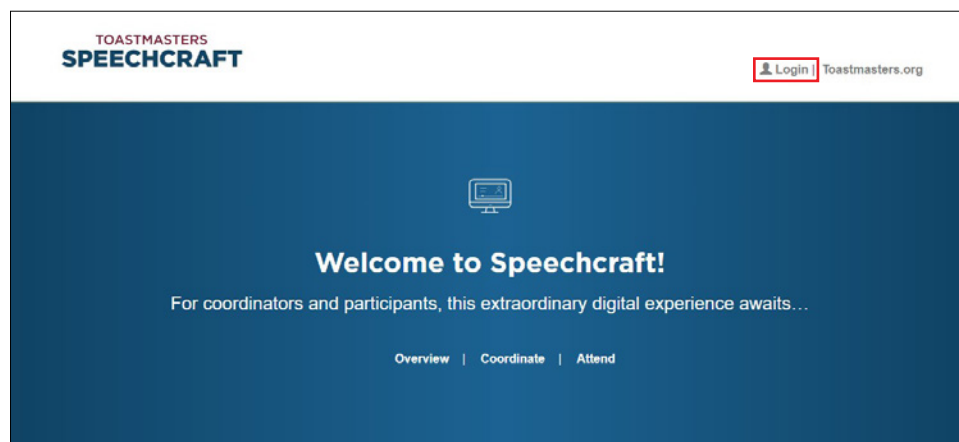 TOASTMASTERS
SPEECHCRAFT
Login | Toastmasters.org
Welcome to Speechcraft!
For coordinators and participants, this extraordinary digital experience awaits…
Overview | Coordinate | Attend